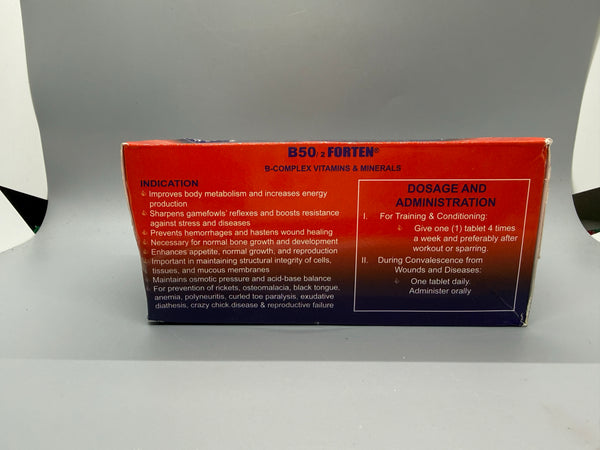 B50/2 FORTEN®
B-COMPLEX VITAMINS & MINERALS
INDICATION
Improves body metabolism and increases energy
production
Sharpens gamefowls' reflexes and boosts resistance
against stress and diseases
Prevents hemorrhages and hastens wound healing
Necessary for normal bone growth and development
Enhances appetite, normal growth, and reproduction
Important in maintaining structural integrity of cells,
tissues, and mucous membranes
Maintains osmotic pressure and acid-base balance
For prevention of rickets, osteomalacia, black tongue,
anemia, polyneuritis, curled toe paralysis, exudative
diathesis, crazy chick disease & reproductive failure
DOSAGE AND
ADMINISTRATION
I. For Training & Conditioning:
Give one (1) tablet 4 times
a week and preferably after
workout or sparring.
II. During Convalescence from
Wounds and Diseases:
One tablet daily.
Administer orally